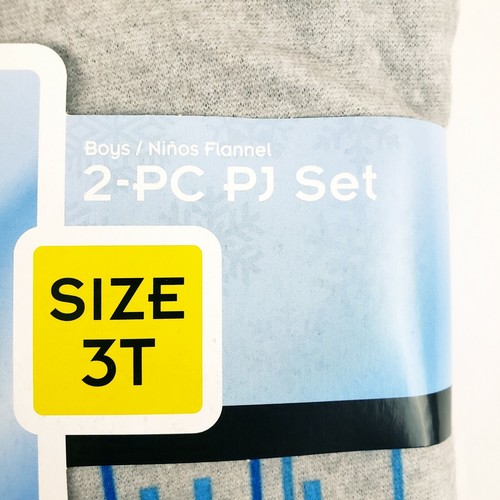 Boys / Niños Flannel
2-PC PJ Set
SIZE
3T